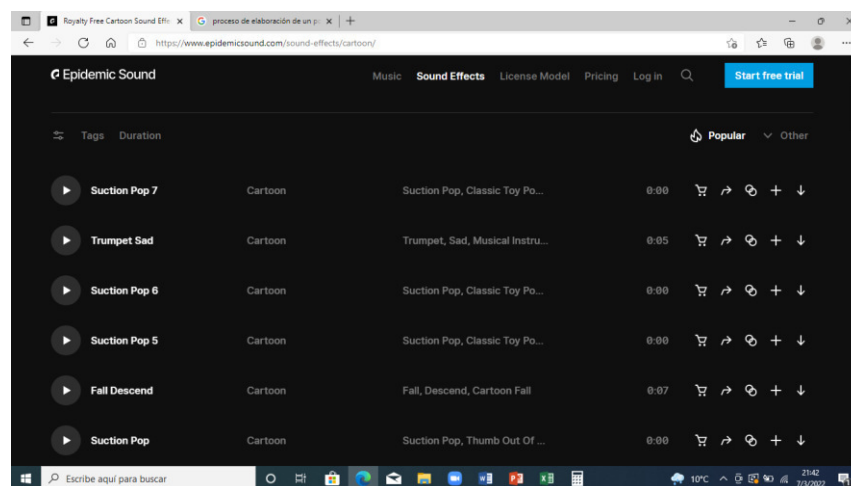 Royalty Free Cartoon Sound Effe
proceso de elaboración de un po
https://www.epidemicsound.com/sound-effects/cartoon/
Epidemic Sound Music Sound Effects License Model Pricing Log in Start free trial
Tags Duration Popular Other
Suction Pop 7 Cartoon Suction Pop, Classic Toy Po... 0:00
Trumpet Sad Cartoon Trumpet, Sad, Musical Instru... 0:05
Suction Pop 6 Cartoon Suction Pop, Classic Toy Po... 0:00
Suction Pop 5 Cartoon Suction Pop, Classic Toy Po... 0:00
Fall Descend Cartoon Fall, Descend, Cartoon Fall 0:07
Suction Pop Cartoon Suction Pop, Thumb Out Of ... 0:00
Escribe aquí para buscar 10°C 21:42
7/3/2022